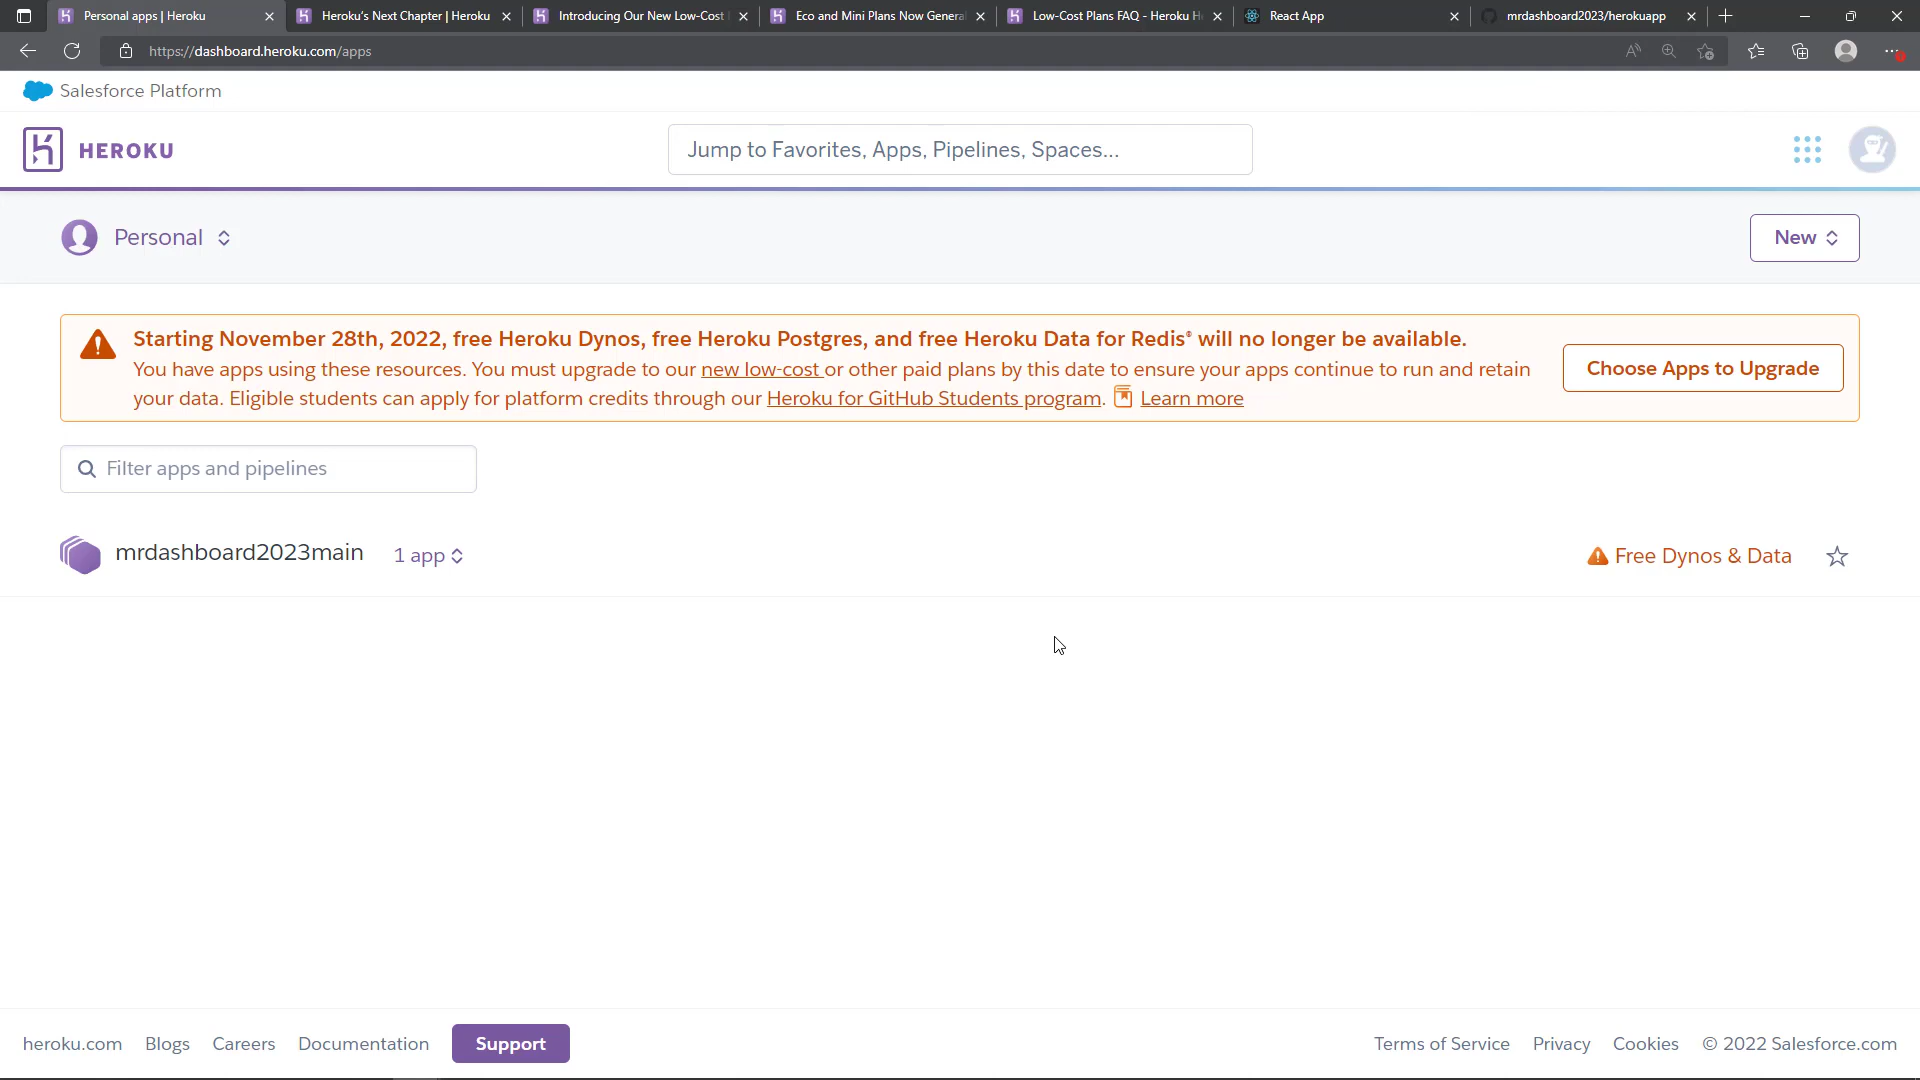 Personal apps | Heroku
Heroku's Next Chapter | Heroku
Introducing Our New Low-Cost
Eco and Mini Plans Now Genera
Low-Cost Plans FAQ - Heroku H
React App
mrdashboard2023/herokuapp
https://dashboard.heroku.com/apps
Salesforce Platform
HEROKU
Jump to Favorites, Apps, Pipelines, Spaces...
Personal
New
Starting November 28th, 2022, free Heroku Dynos, free Heroku Postgres, and free Heroku Data for Redis® will no longer be available.
You have apps using these resources. You must upgrade to our new low-cost or other paid plans by this date to ensure your apps continue to run and retain
your data. Eligible students can apply for platform credits through our Heroku for GitHub Students program. Learn more
Choose Apps to Upgrade
Filter apps and pipelines
mrdashboard2023main
1 app
Free Dynos & Data
heroku.com
Blogs
Careers
Documentation
Support
Terms of Service
Privacy
Cookies
© 2022 Salesforce.com